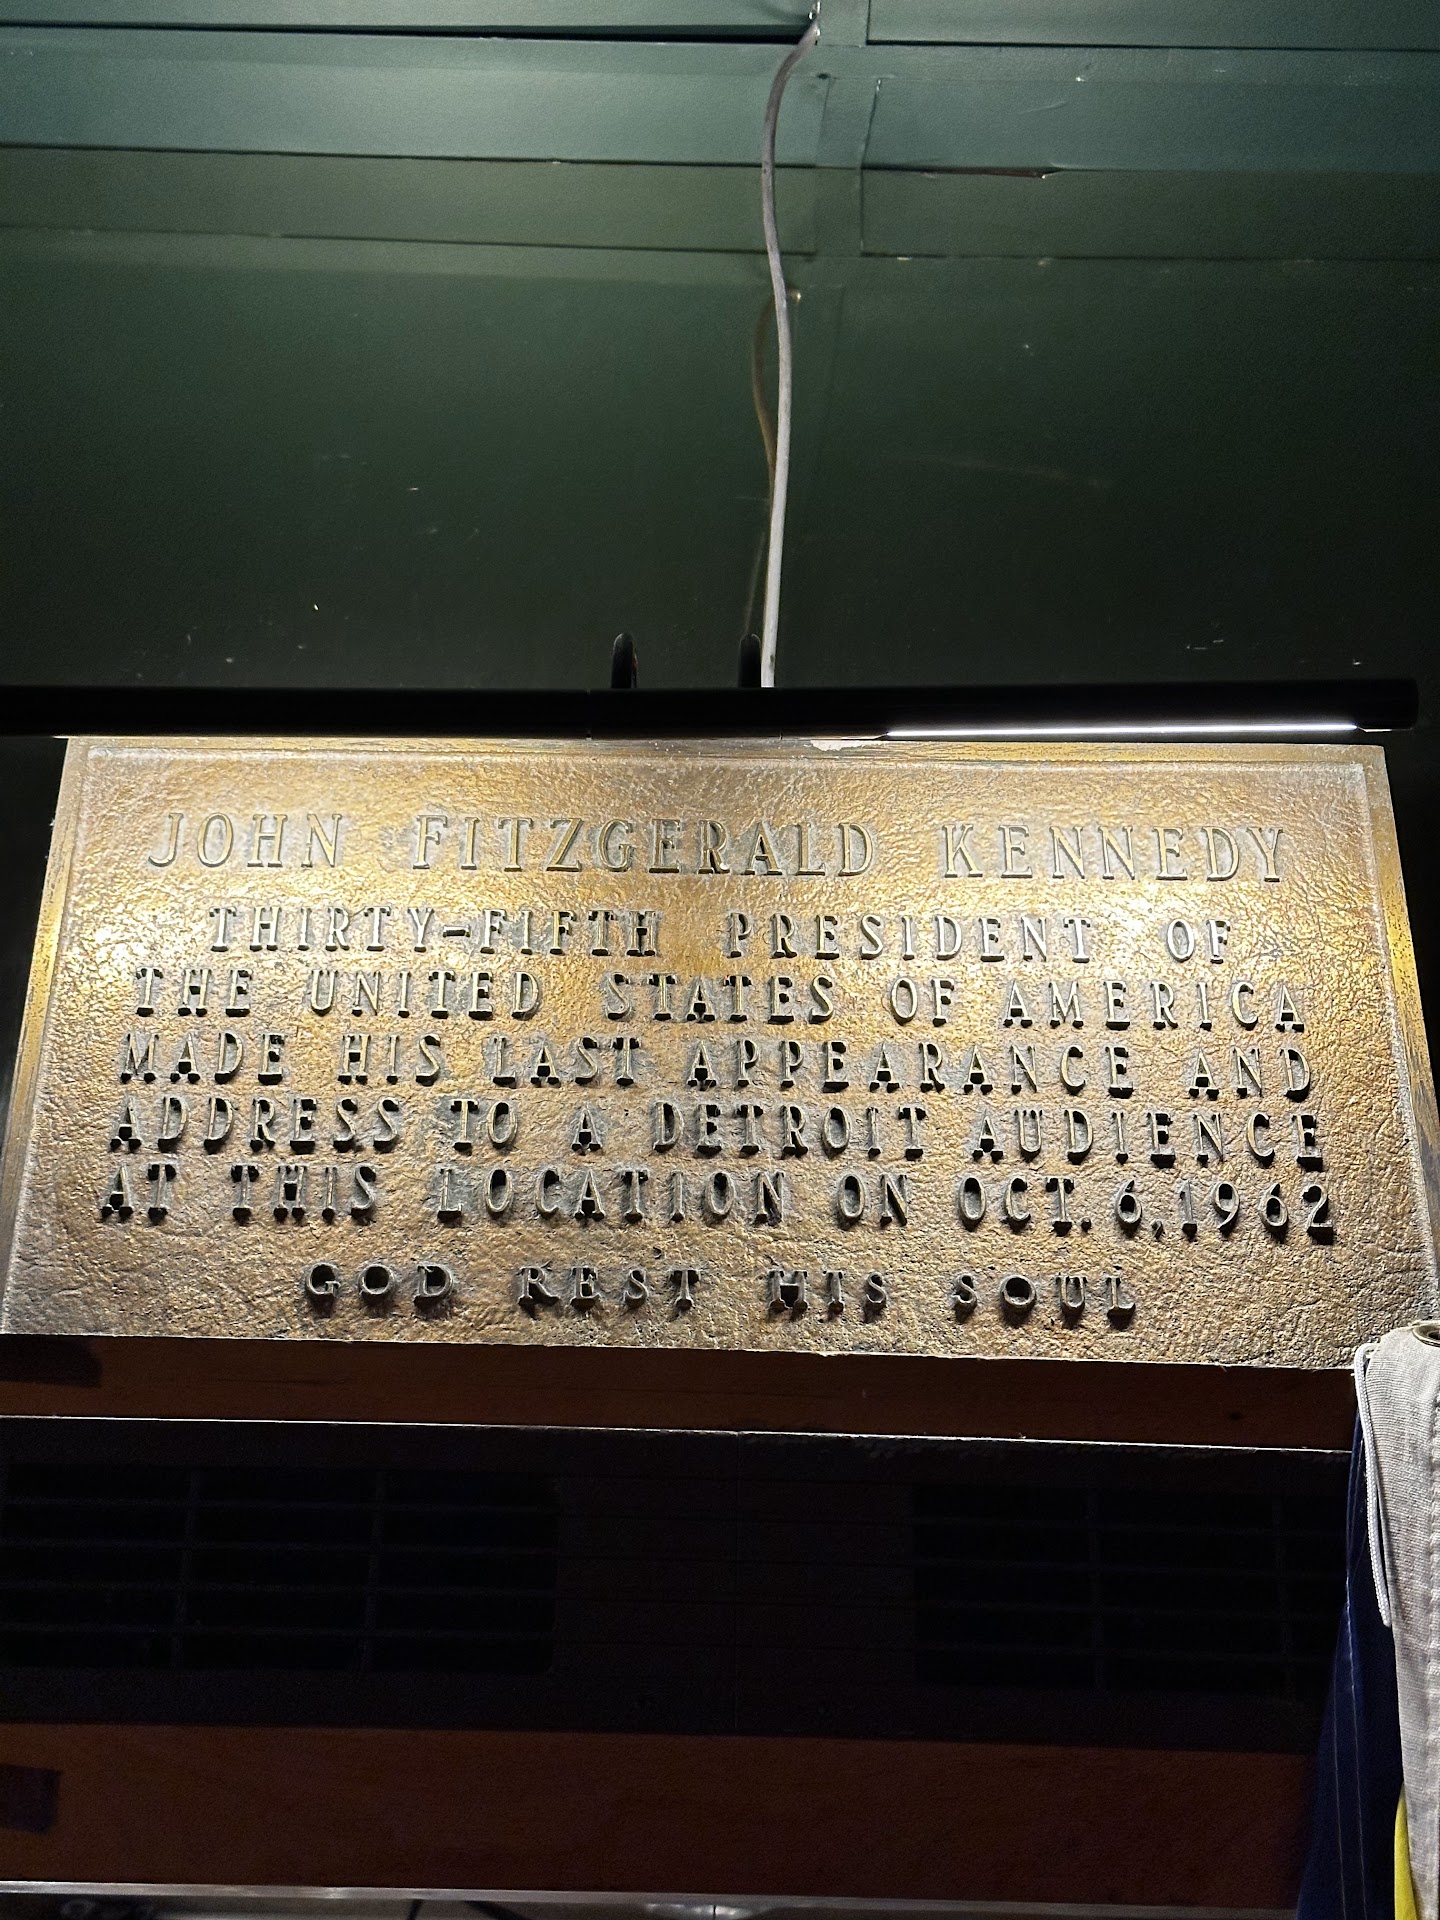 JOHN FITZGERALD KENNEDY
THIRTY-FIFTH PRESIDENT OF
THE UNITED STATES OF AMERICA
MADE HIS LAST APPEARANCE AND
ADDRESS TO A DETROIT AUDIENCE
AT THIS LOCATION ON OCT. 6, 1962
GOD REST HIS SOUL